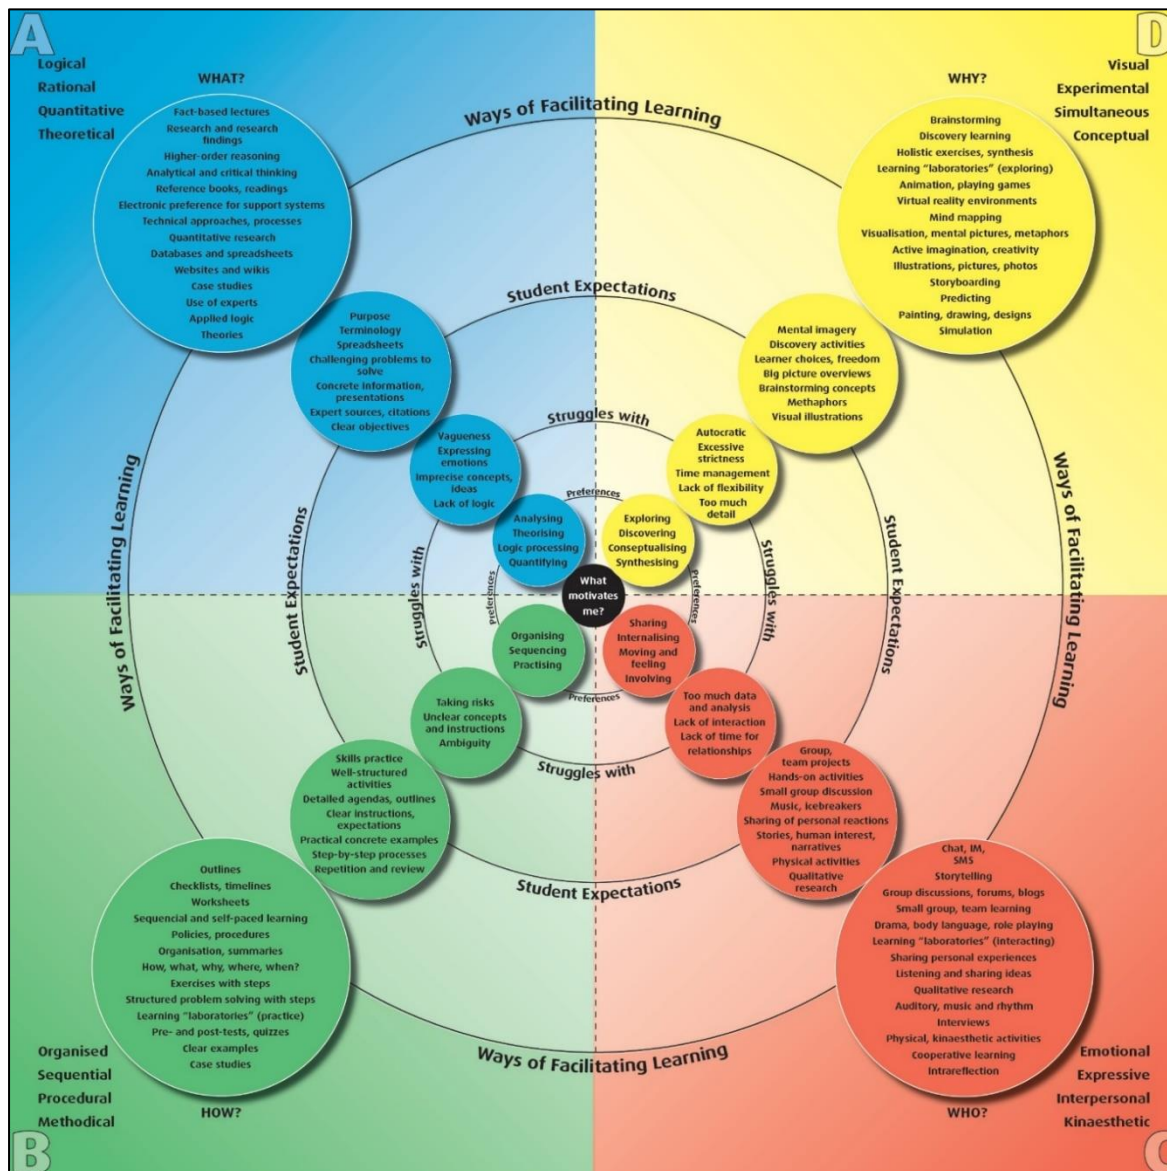 A
Logical
Rational
Quantitative
Theoretical
WHAT?
Fact-based lectures
Research and research
findings
Higher-order reasoning
Analytical and critical thinking
Reference books, readings
Electronic preference for support systems
Technical approaches, processes
Quantitative research
Databases and spreadsheets
Websites and wikis
Case studies
Use of experts
Applied logic
Theories
Purpose
Terminology
Spreadsheets
Challenging problems to
solve
Concrete information,
presentations
Expert sources, citations
Clear objectives
Vagueness
Expressing
emotions
Imprecise concepts,
ideas
Lack of logic
Analysing
Theorising
Logic processing
Quantifying
D
Visual
Experimental
Simultaneous
Conceptual
WHY?
Brainstorming
Discovery learning
Holistic exercises, synthesis
Learning “laboratories” (exploring)
Animation, playing games
Virtual reality environments
Mind mapping
Visualisation, mental pictures, metaphors
Active imagination, creativity
Illustrations, pictures, photos
Storyboarding
Predicting
Painting, drawing, designs
Simulation
Mental imagery
Discovery activities
Learner choices, freedom
Big picture overviews
Brainstorming concepts
Methaphors
Visual illustrations
Autocratic
Excessive
strictness
Time management
Lack of flexibility
Too much
detail
Exploring
Discovering
Conseptualising
Synthesising
Ways of Facilitating Learning
Student Expectations
Struggles with
Preferences
Ways of Facilitating Learning
Student Expectations
Struggles with
Preferences
What
motivates
me?
Preferences
Struggles with
Student Expectations
Ways of Facilitating Learning
Preferences
Struggles with
Student Expectations
Ways of Facilitating Learning
Organising
Sequencing
Practising
Taking risks
Unclear concepts
and instructions
Ambiguity
Skills practice
Well-structured
activities
Detailed agendas, outlines
Clear instructions,
expectations
Practical concrete examples
Step-by-step processes
Repetition and review
Outlines
Checklists, timelines
Worksheets
Sequencial and self-paced learning
Policies, procedures
Organisation, summaries
How, what, why, where, when?
Exercises with steps
Structured problem solving with steps
Learning “laboratories” (practice)
Pre- and post-tests, quizzes
Clear examples
Case studies
HOW?
Organised
Sequential
Procedural
Methodical
B
Sharing
Internalising
Moving and
feeling
Involving
Too much data
and analysis
Lack of interaction
Lack of time for
relationships
Group,
team projects
Hands-on activities
Small group discussion
Music, icebreakers
Sharing of personal reactions
Stories, human interest,
narratives
Physical activities
Qualitative
research
Chat, IM,
SMS
Storytelling
Group discussions, forums, blogs
Small group, team learning
Drama, body language, role playing
Learning “laboratories” (interacting)
Sharing personal experiences
Listening and sharing ideas
Qualitative research
Auditory, music and rhythm
Interviews
Physical, kinaesthetic activities
Cooperative learning
Intrareflection
WHO?
Emotional
Expressive
Interpersonal
Kinaesthetic
C